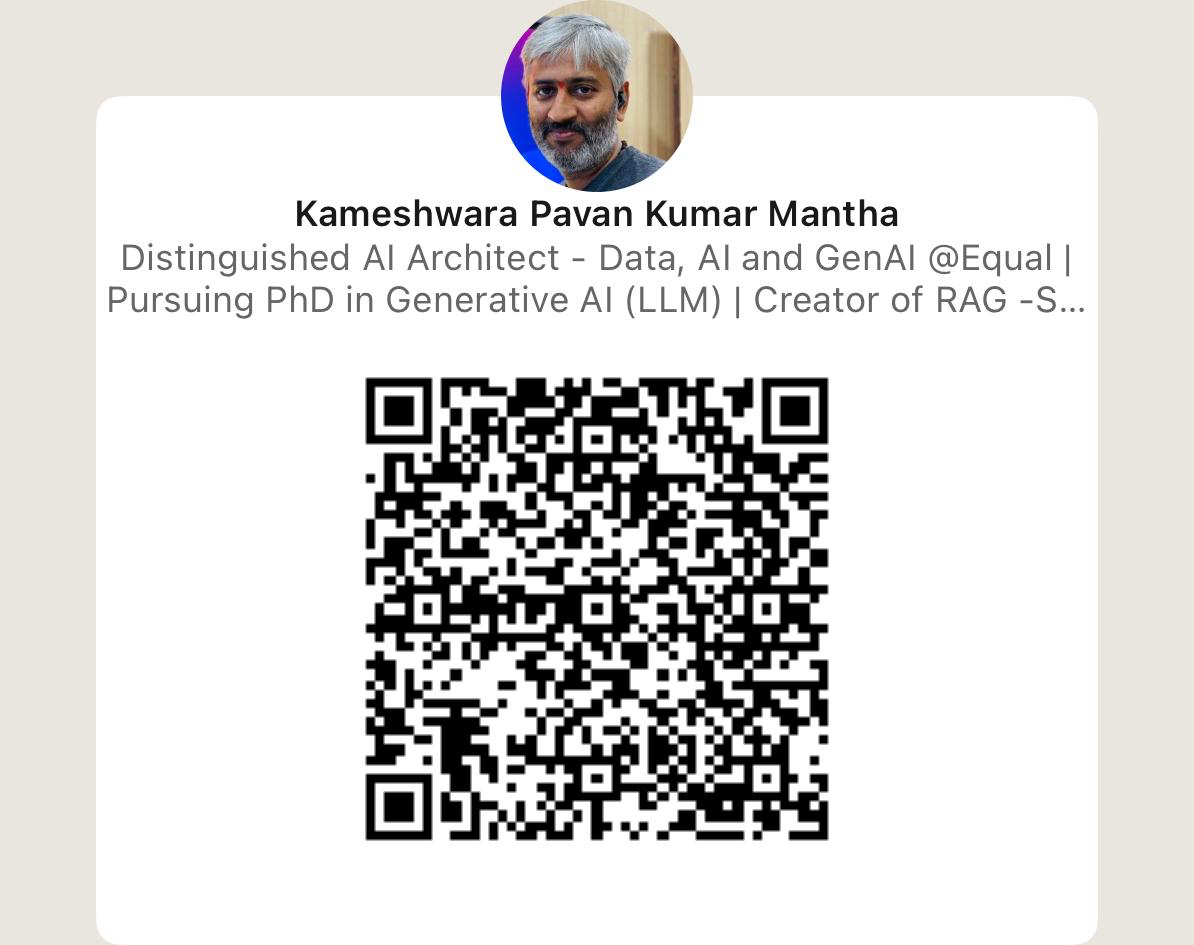 Kameshwara Pavan Kumar Mantha
Distinguished AI Architect - Data, AI and GenAI @Equal |
Pursuing PhD in Generative AI (LLM) | Creator of RAG -S...